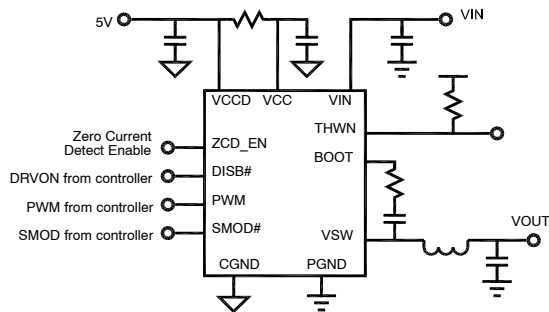 5V
VIN
VCCD
VCC
VIN
THWN
Zero Current
Detect Enable
ZCD_EN
BOOT
DRVON from controller
DISB#
PWM from controller
PWM
SMOD from controller
SMOD#
VSW
VOUT
CGND
PGND